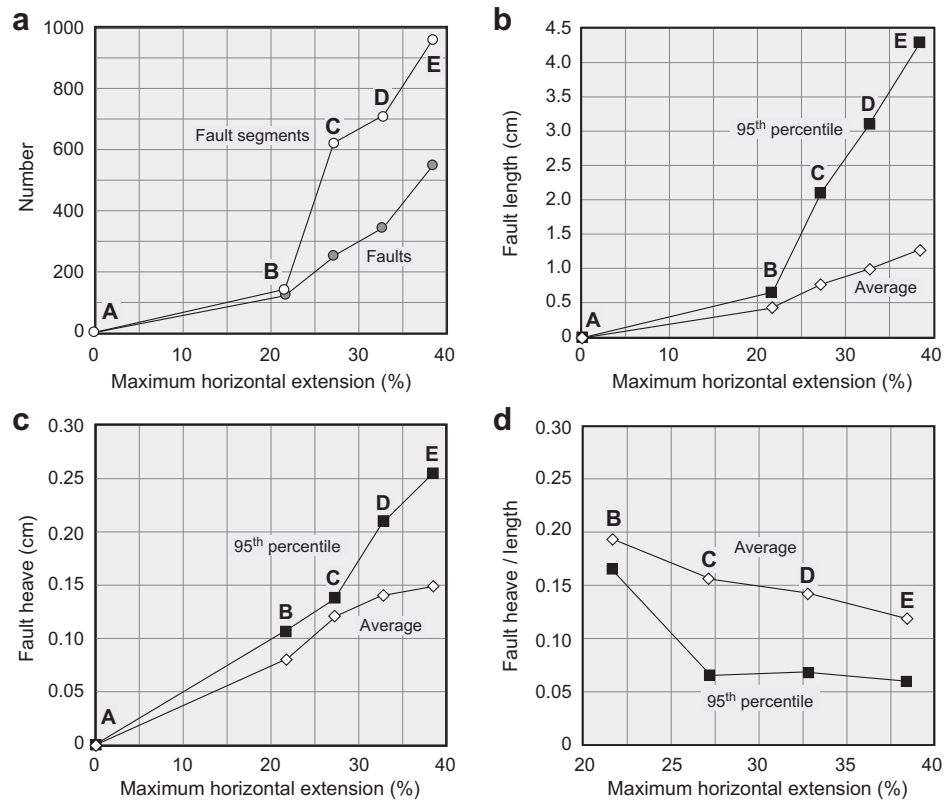 a
1000
800
600
400
200
0
Number
Fault segments
Faults
A
B
C
D
E
0 10 20 30 40
Maximum horizontal extension (%)
b
4.5
4.0
3.5
3.0
2.5
2.0
1.5
1.0
0.5
0
Fault length (cm)
95th percentile
Average
A
B
C
D
E
0 10 20 30 40
Maximum horizontal extension (%)
c
0.30
0.25
0.20
0.15
0.10
0.05
0
Fault heave (cm)
95th percentile
Average
A
B
C
D
E
0 10 20 30 40
Maximum horizontal extension (%)
d
0.30
0.20
0.20
0.15
0.10
0.05
0
Fault heave / length
Average
95th percentile
B
C
D
E
20 25 30 35 40
Maximum horizontal extension (%)